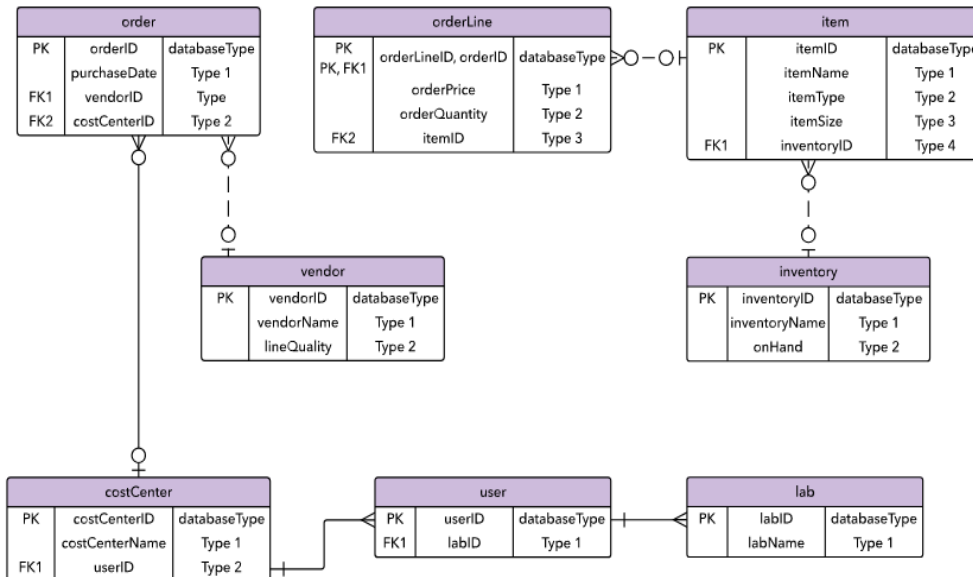 order
PK orderID databaseType
purchaseDate Type 1
FK1 vendorID Type
FK2 costCenterID Type 2
orderLine
PK
PK, FK1 orderLineID, orderID databaseType
orderPrice Type 1
orderQuantity Type 2
FK2 itemID Type 3
item
PK itemID databaseType
itemName Type 1
itemType Type 2
itemSize Type 3
FK1 inventoryID Type 4
vendor
PK vendorID databaseType
vendorName Type 1
lineQuality Type 2
inventory
PK inventoryID databaseType
inventoryName Type 1
onHand Type 2
costCenter
PK costCenterID databaseType
costCenterName Type 1
FK1 userID Type 2
user
PK userID databaseType
FK1 labID Type 1
lab
PK labID databaseType
labName Type 1